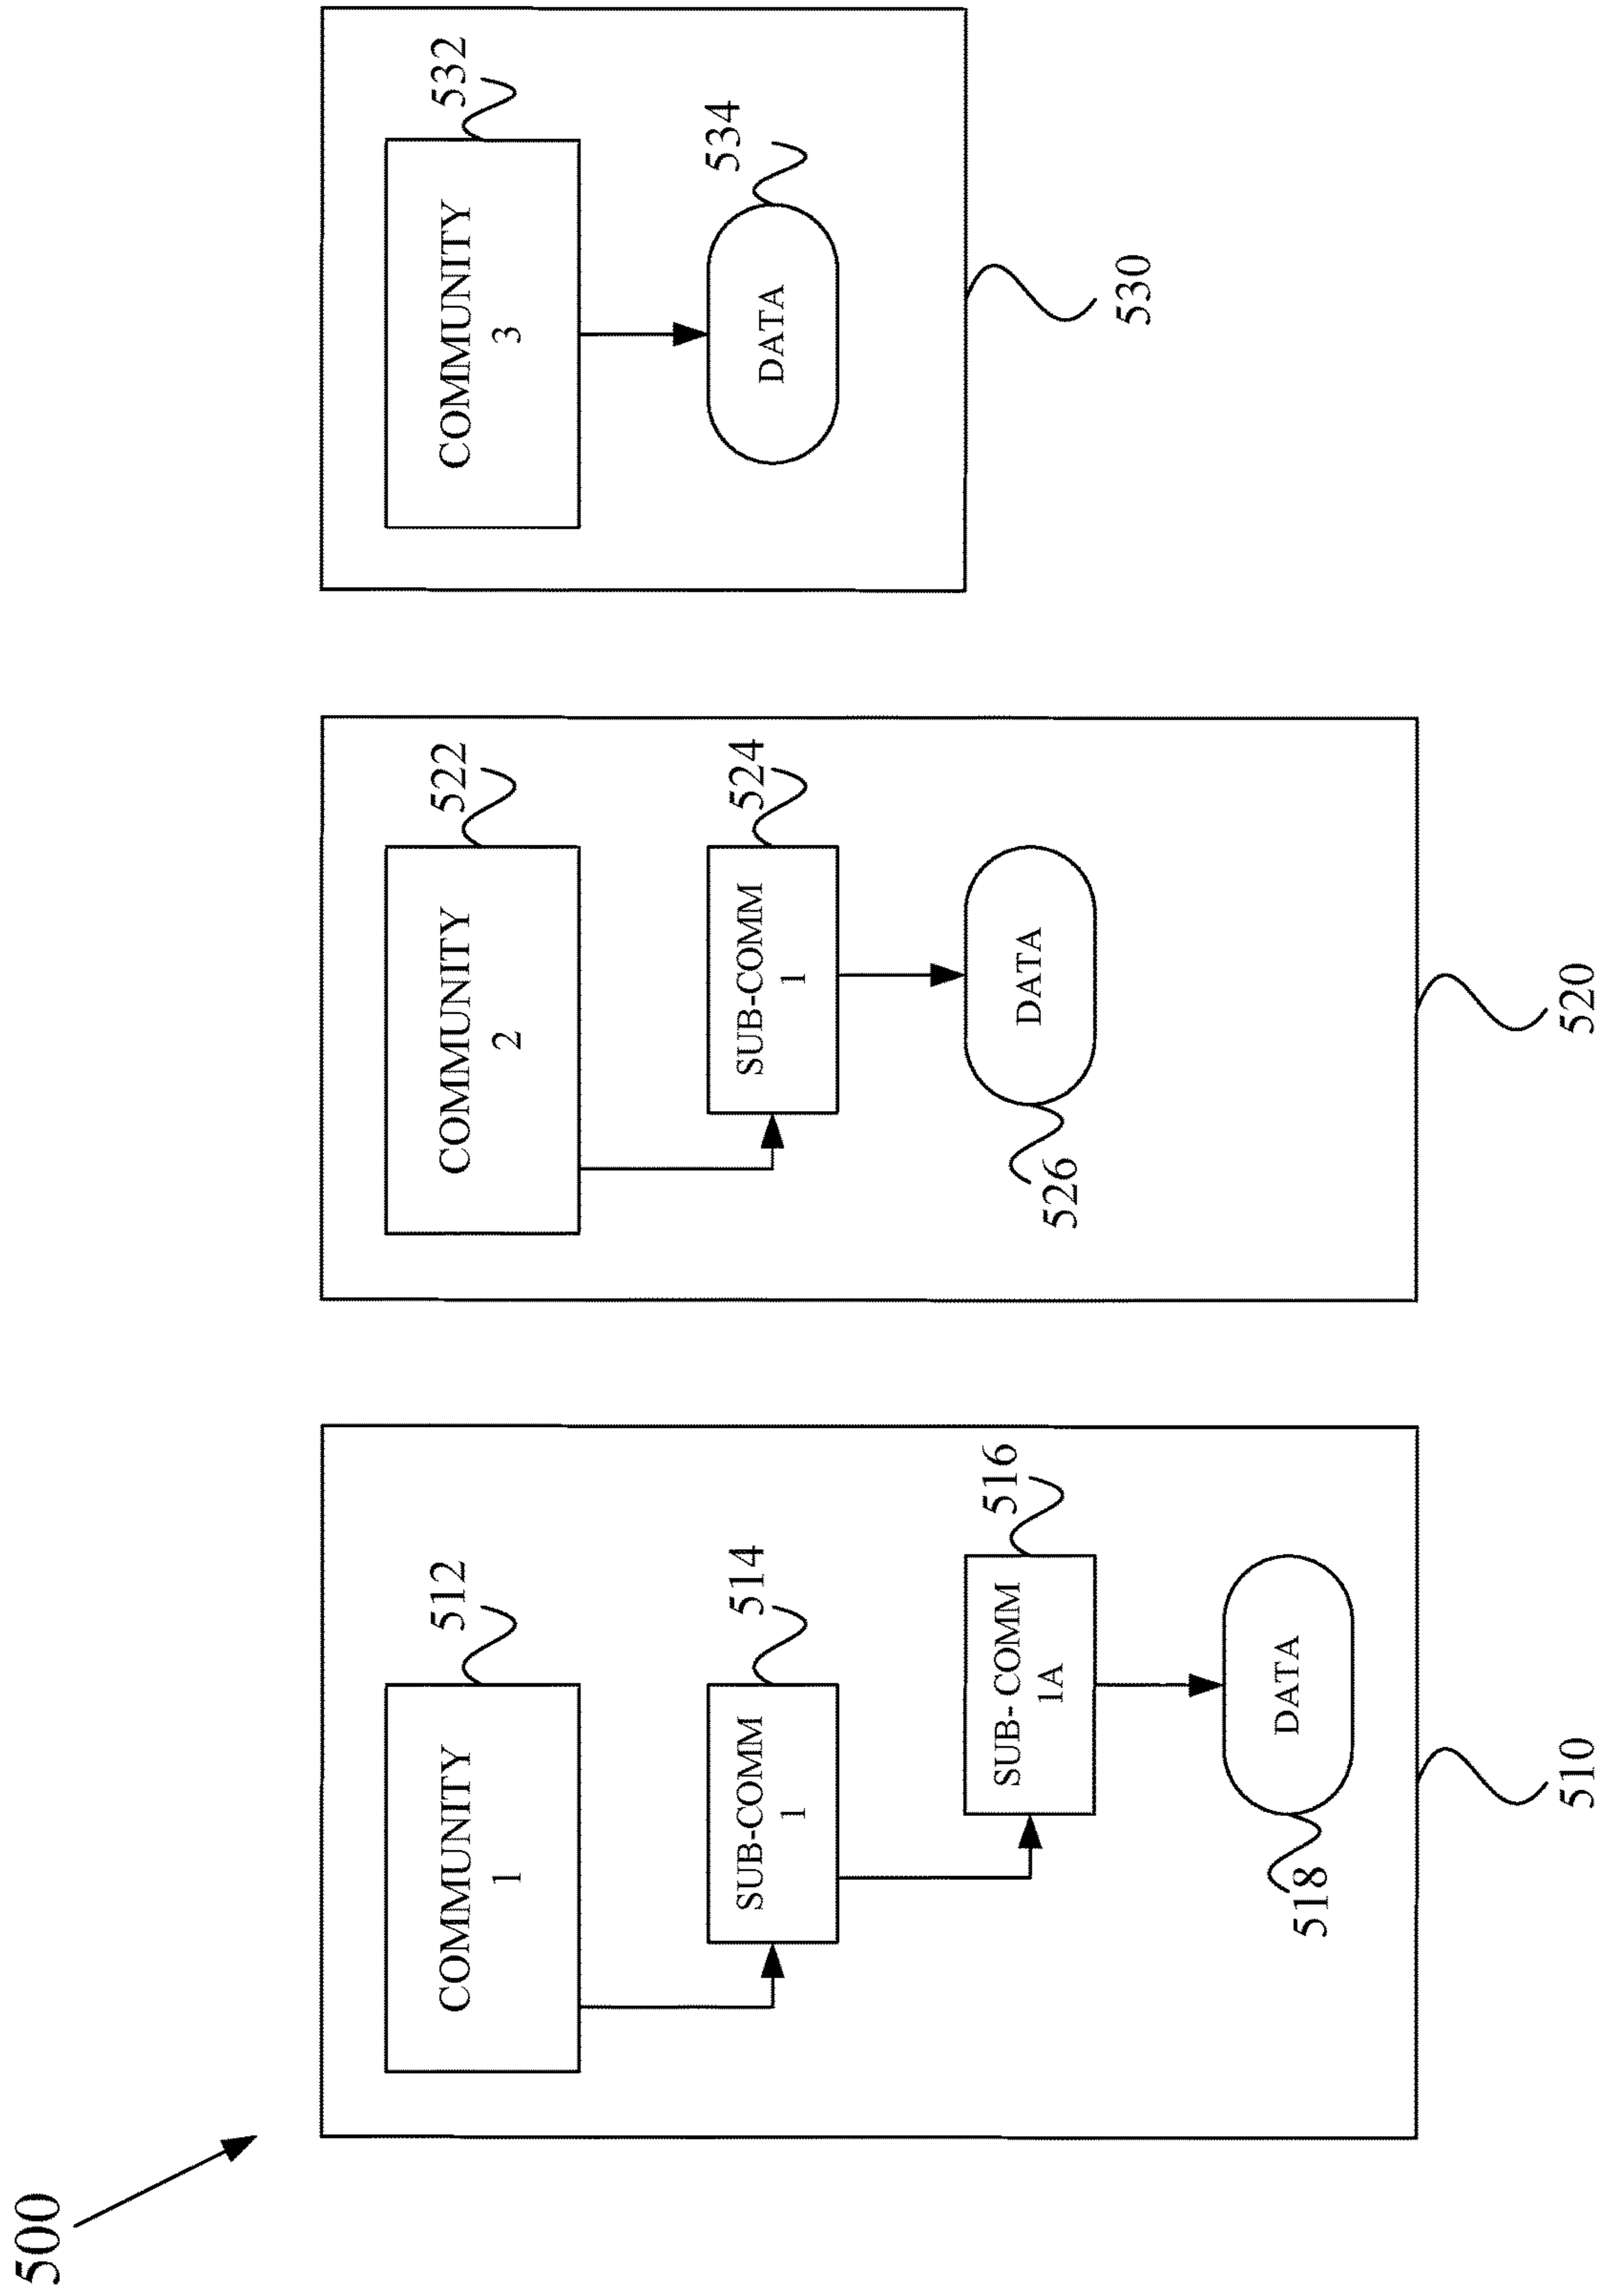 500
COMMUNITY
1
512
SUB-COMM
1
514
SUB- COMM
1A
516
DATA
518
510
COMMUNITY
2
522
SUB-COMM
1
524
DATA
526
520
COMMUNITY
3
532
DATA
534
530